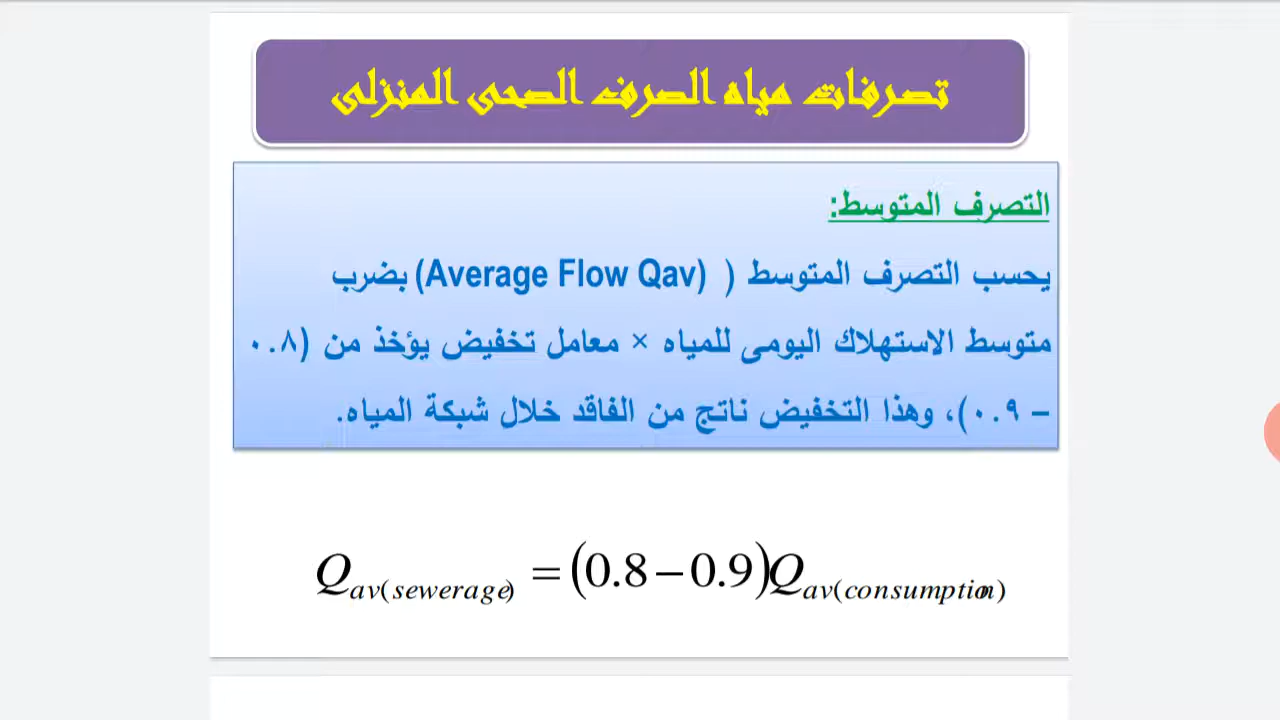 تصرفات مياه الصرف الصحى المنزلى
التصرف المتوسط:
يحسب التصرف المتوسط ( (Average Flow Qav) بضرب
متوسط الاستهلاك اليومى للمياه × معامل تخفيض يؤخذ من (٠.٨
– ٠.٩)، وهذا التخفيض ناتج من الفاقد خلال شبكة المياه.
Q av(sewerage) = (0.8 – 0.9) Q av(consumption)